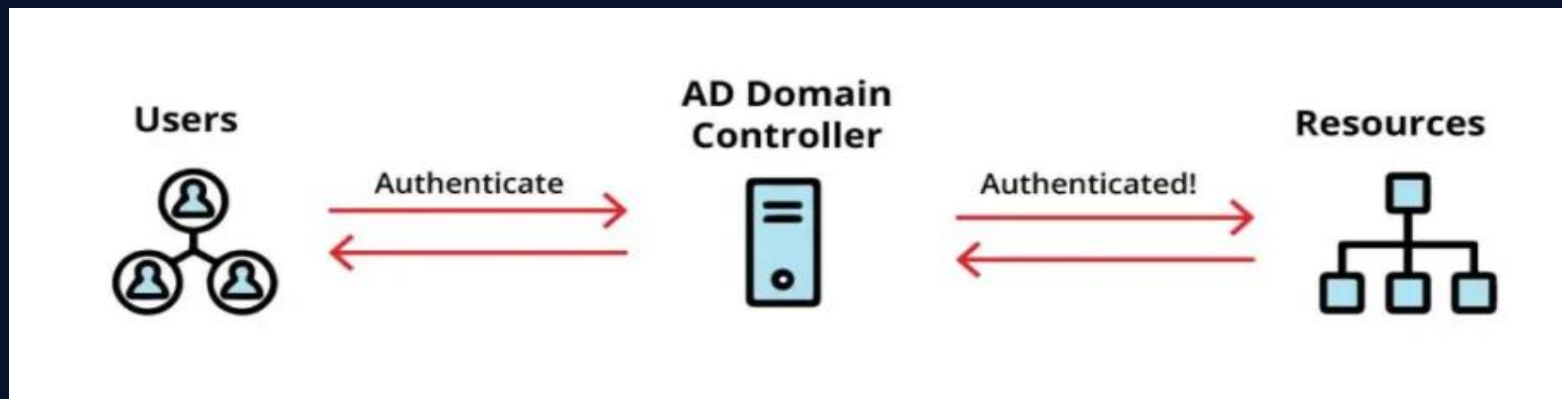 Users
AD Domain
Controller
Resources
Authenticate
Authenticated!